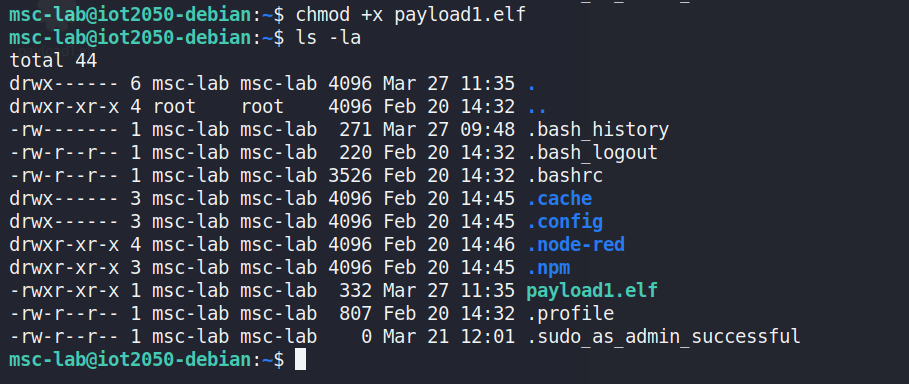 msc-lab@iot2050-debian:~$ chmod +x payload1.elf
msc-lab@iot2050-debian:~$ ls -la
total 44
drwx------ 6 msc-lab msc-lab 4096 Mar 27 11:35 .
drwxr-xr-x 4 root    root    4096 Feb 20 14:32 ..
-rw------- 1 msc-lab msc-lab  271 Mar 27 09:48 .bash_history
-rw-r--r-- 1 msc-lab msc-lab  220 Feb 20 14:32 .bash_logout
-rw-r--r-- 1 msc-lab msc-lab 3526 Feb 20 14:32 .bashrc
drwx------ 3 msc-lab msc-lab 4096 Feb 20 14:45 .cache
drwx------ 3 msc-lab msc-lab 4096 Feb 20 14:45 .config
drwxr-xr-x 4 msc-lab msc-lab 4096 Feb 20 14:46 .node-red
drwxr-xr-x 3 msc-lab msc-lab 4096 Feb 20 14:45 .npm
-rwxr-xr-x 1 msc-lab msc-lab  332 Mar 27 11:35 payload1.elf
-rw-r--r-- 1 msc-lab msc-lab  807 Feb 20 14:32 .profile
-rw-r--r-- 1 msc-lab msc-lab    0 Mar 21 12:01 .sudo_as_admin_successful
msc-lab@iot2050-debian:~$